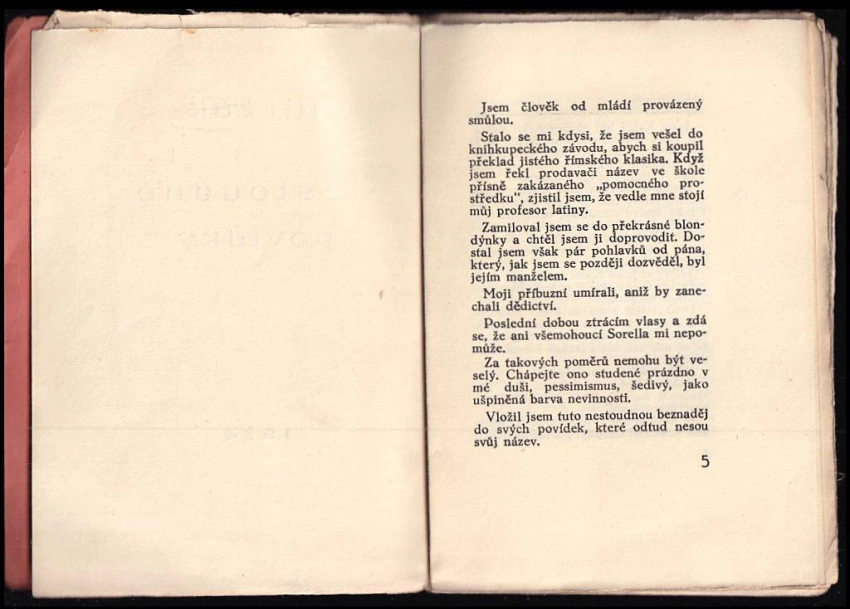 Jsem člověk od mládí provázený
smůlou.
Stalo se mi kdysi, že jsem vešel do
knihkupeckého závodu, abych si koupil
překlad jistého římského klasika. Když
jsem řekl prodavači název ve škole
přísně zakázaného „pomocného pro-
středku“, zjistil jsem, že vedle mne stojí
můj profesor latiny.
Zamiloval jsem se do překrásné blon-
dýnky a chtěl jsem ji doprovodit. Do-
stal jsem však pár pohlavků od pána,
který, jak jsem se později dozvěděl, byl
jejím manželem.
Moji příbuzní umírali, aniž by zane-
chali dědictví.
Poslední dobou ztrácím vlasy a zdá
se, že ani všemohoucí Sorella mi nepo-
může.
Za takových poměrů nemohu být ve-
selý. Chápejte ono studené prázdno v
mé duši, pessimismus, šedivý, jako
ušpiněná barva nevinnosti.
Vložil jsem tuto nestoudnou beznaděj
do svých povídek, které odtud nesou
svůj název.
5